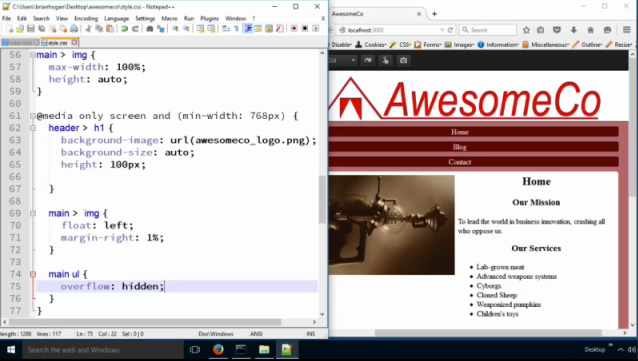 C:\Users\brianhogan\Desktop\awesomeco\style.css - Notepad++
File Edit Search View Encoding Language Settings Macro Run Plugins Window ?
style.css
56 main > img {
57 max-width: 100%;
58 height: auto;
59 }
60
61 @media only screen and (min-width: 768px) {
62 header > h1 {
63 background-image: url(awesomeco_logo.png);
64 background-size: auto;
65 height: 100px;
66
67 }
68
69 main > img {
70 float: left;
71 margin-right: 1%;
72 }
73
74 main ul {
75 overflow: hidden;
76 }
77 }
length : 1286 lines : 117 Ln : 75 Col : 22 Sel : 0 | 0 Dos\Windows ANSI INS
AwesomeCo
localhost:8000
Search
Disable Cookies CSS Forms Images Information Miscellaneous Outline Resize
AwesomeCo
Home
Blog
Contact
Home
Our Mission
To lead the world in business innovation, crushing all
who oppose us.
Our Services
Lab-grown meat
Advanced weapons systems
Cyborgs
Cloned Sheep
Weaponized pumpkins
Children's toys
Search the web and Windows
Desktop